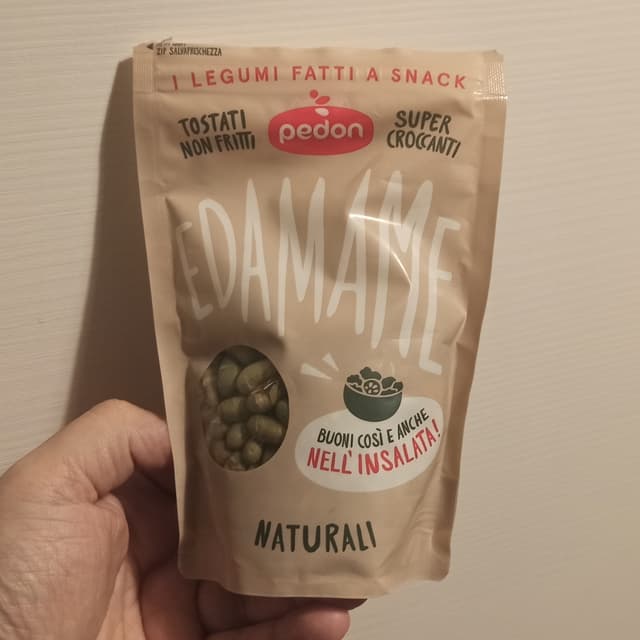 ZIP SALVAFRESCHEZZA
I LEGUMI FATTI A SNACK
TOSTATI
NON FRITTI
pedon
SUPER
CROCCANTI
EDAMAME
BUONI COSÌ E ANCHE
NELL'INSALATA!
NATURALI